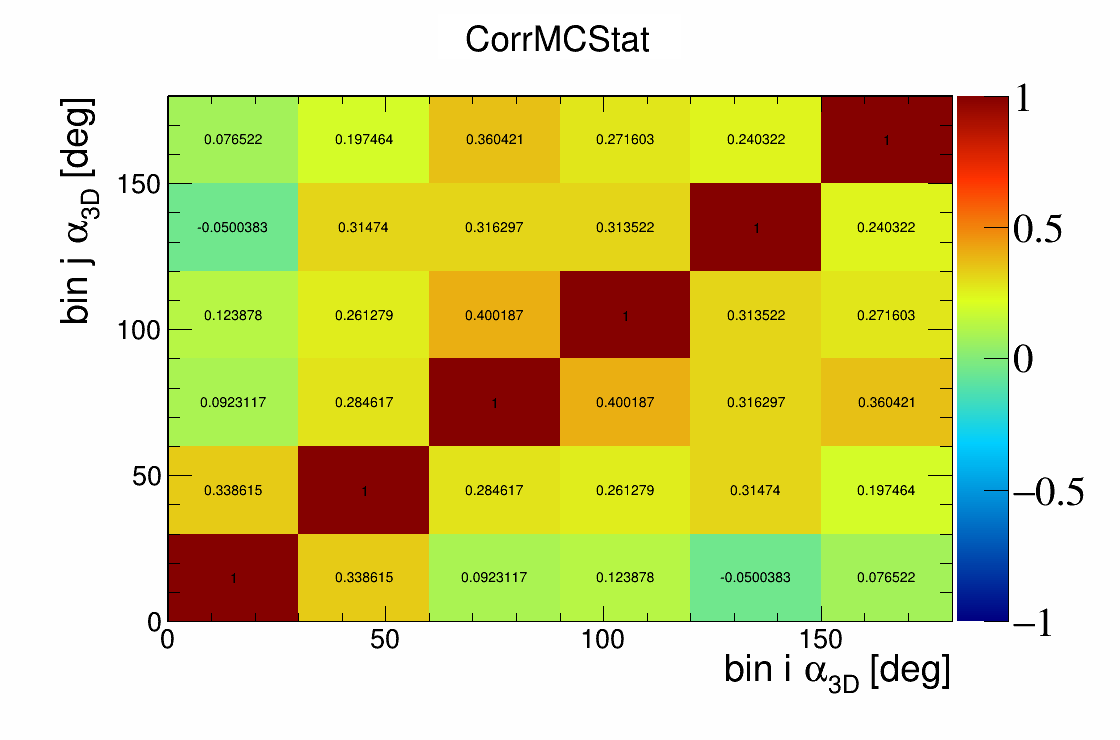 CorrMCStat
bin j α3D [deg]
150
100
50
0
0.076522 0.197464 0.360421 0.271603 0.240322 1
-0.0500383 0.31474 0.316297 0.313522 1 0.240322
0.123878 0.261279 0.400187 1 0.313522 0.271603
0.0923117 0.284617 1 0.400187 0.316297 0.360421
0.338615 1 0.284617 0.261279 0.31474 0.197464
1 0.338615 0.0923117 0.123878 -0.0500383 0.076522
0 50 100 150
bin i α3D [deg]
1
0.5
0
−0.5
−1